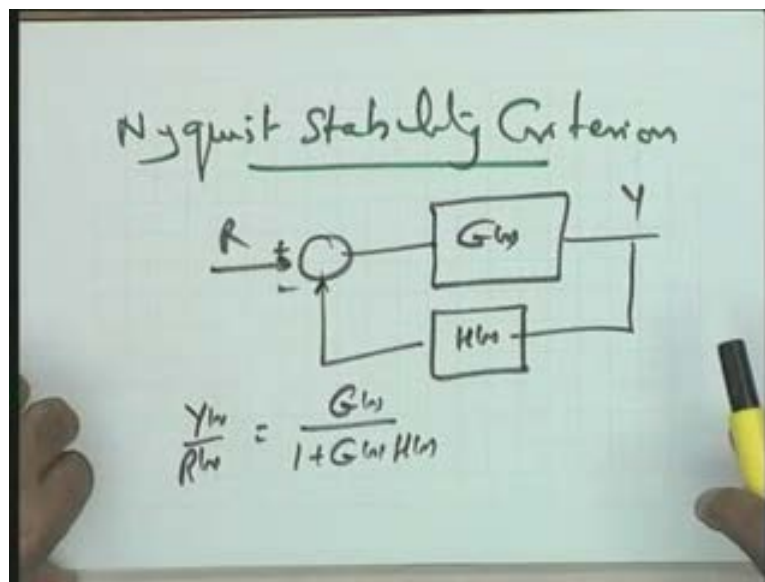 Nyquist Stability Criterion
R + - G(s) Y
H(s)
Y(s)/R(s) = G(s)/1+G(s)H(s)